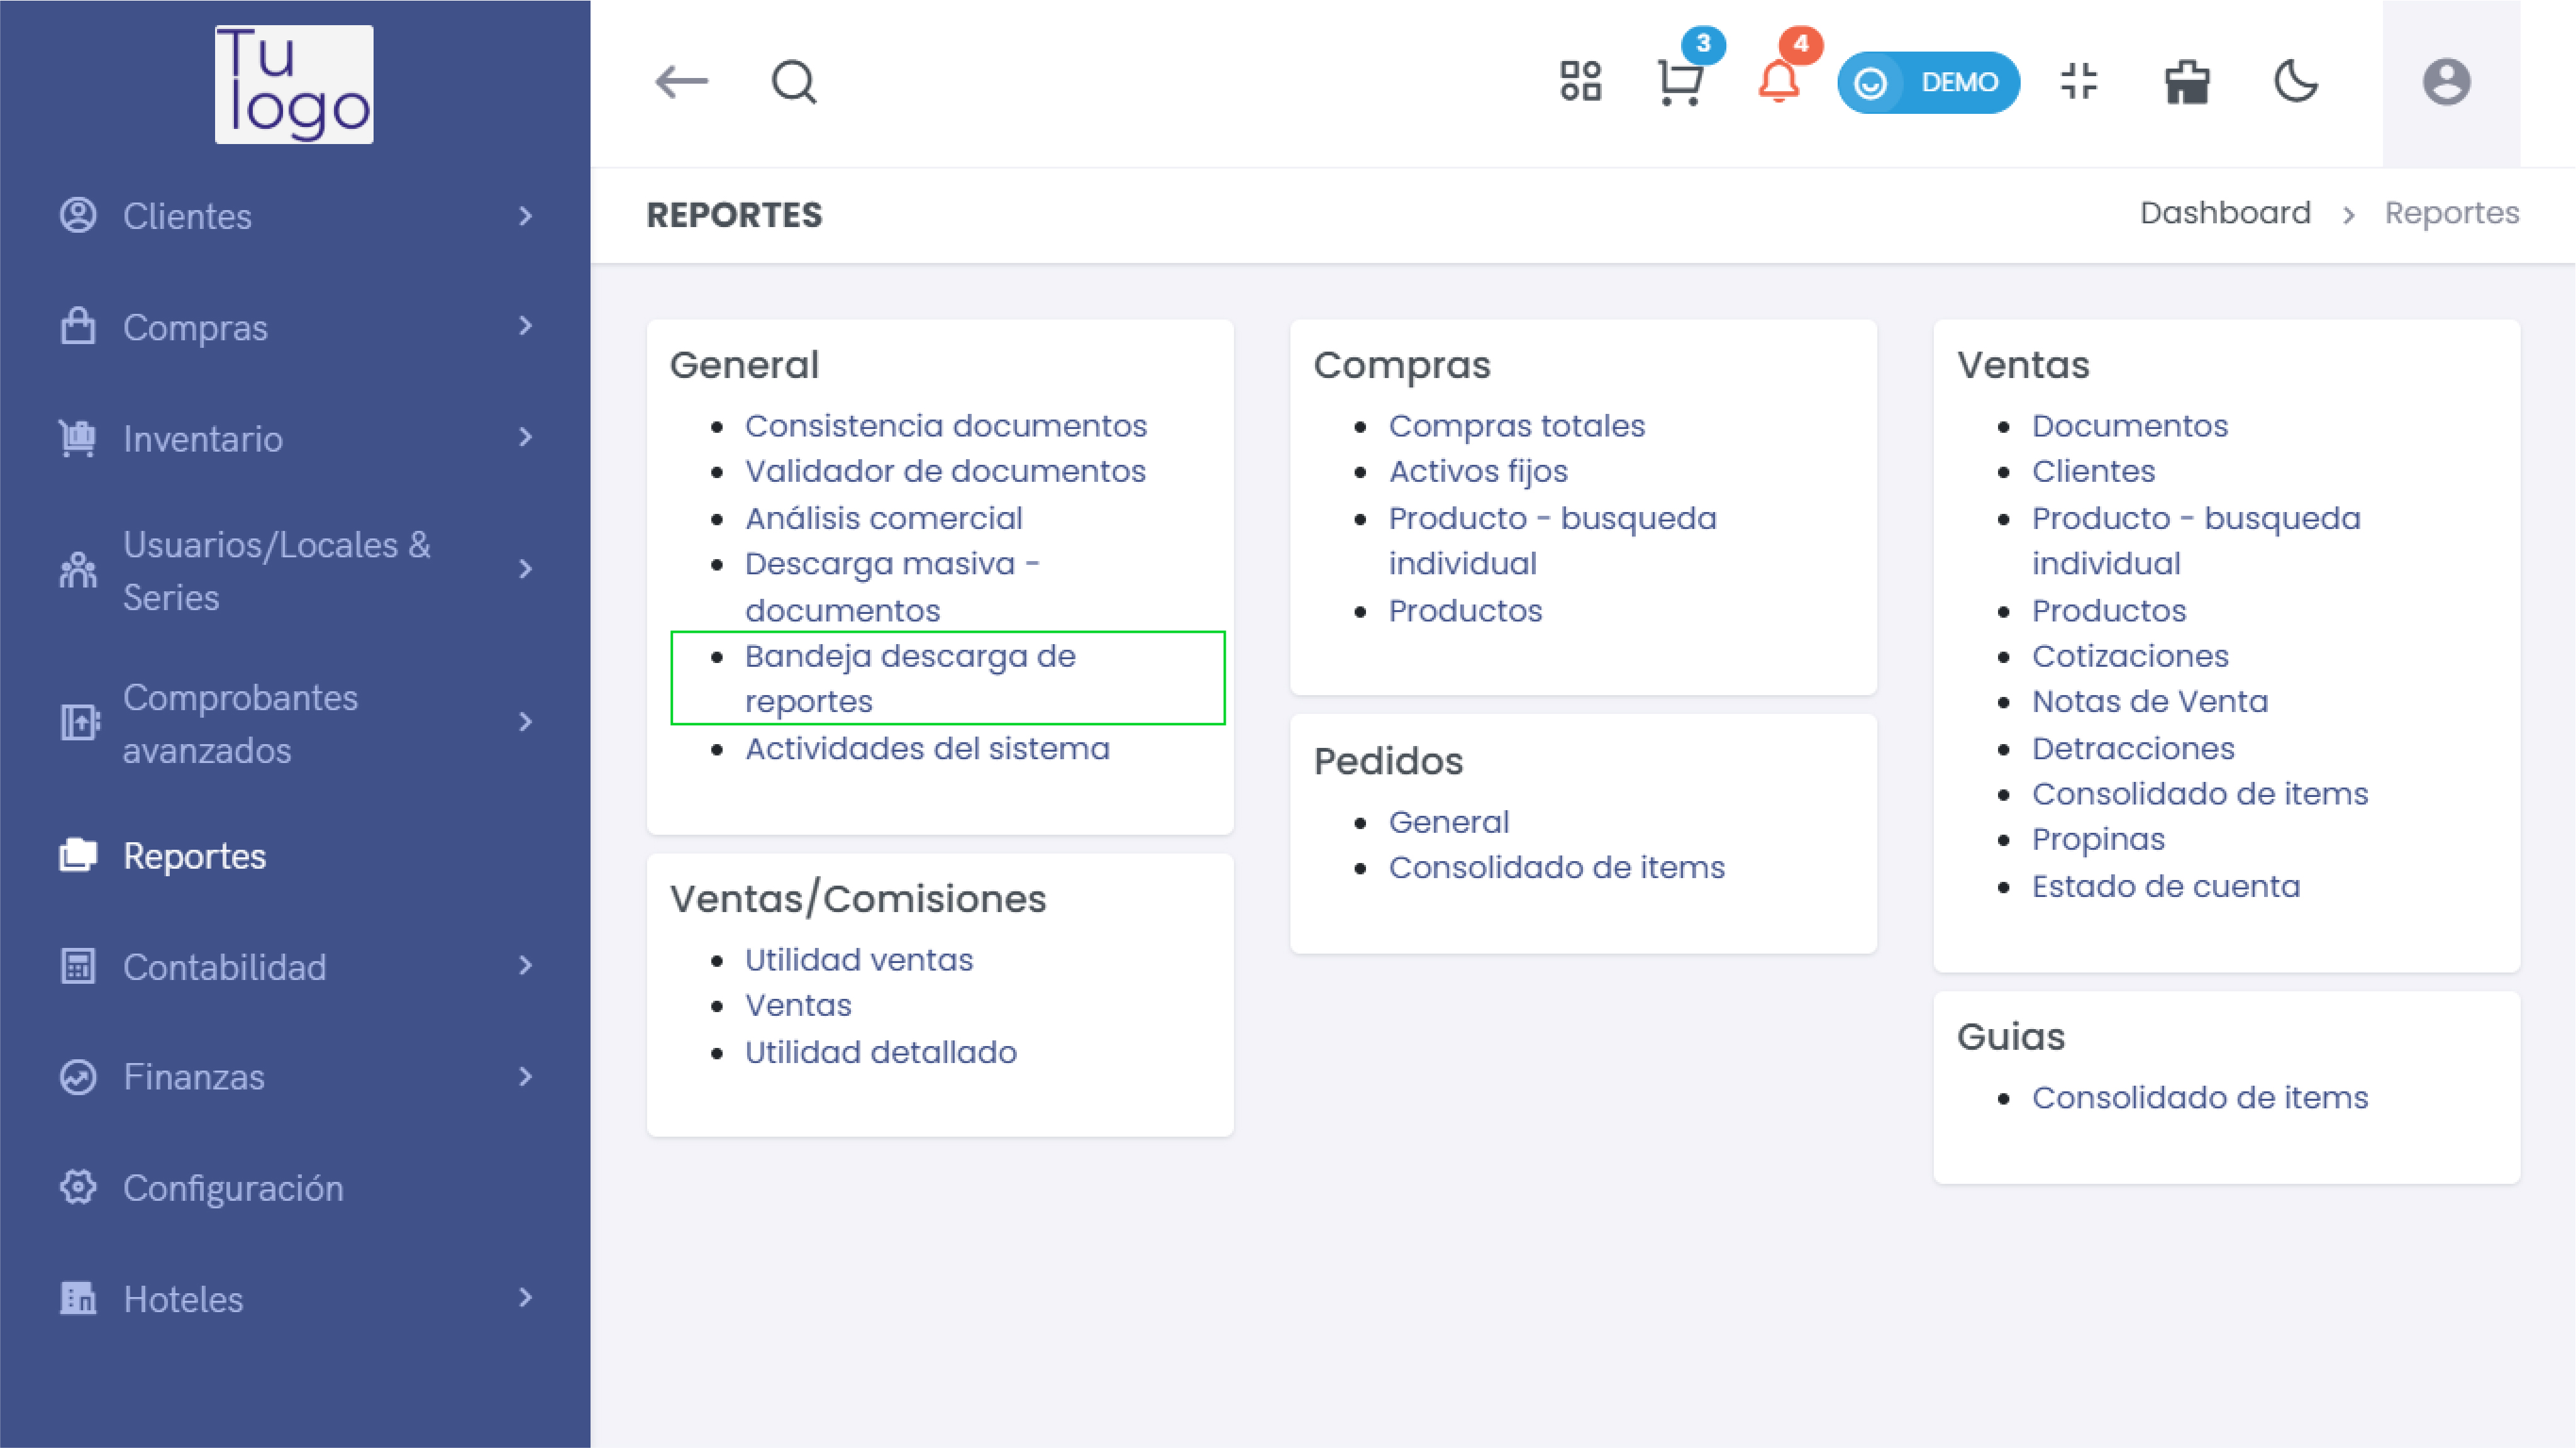 Tu
logo
Clientes
Compras
Inventario
Usuarios/Locales &
Series
Comprobantes
avanzados
Reportes
Contabilidad
Finanzas
Configuración
Hoteles
3
4
DEMO
REPORTES
Dashboard > Reportes
General
Consistencia documentos
Validador de documentos
Análisis comercial
Descarga masiva -
documentos
Bandeja descarga de
reportes
Actividades del sistema
Ventas/Comisiones
Utilidad ventas
Ventas
Utilidad detallado
Compras
Compras totales
Activos fijos
Producto - busqueda
individual
Productos
Pedidos
General
Consolidado de items
Ventas
Documentos
Clientes
Producto - busqueda
individual
Productos
Cotizaciones
Notas de Venta
Detracciones
Consolidado de items
Propinas
Estado de cuenta
Guias
Consolidado de items